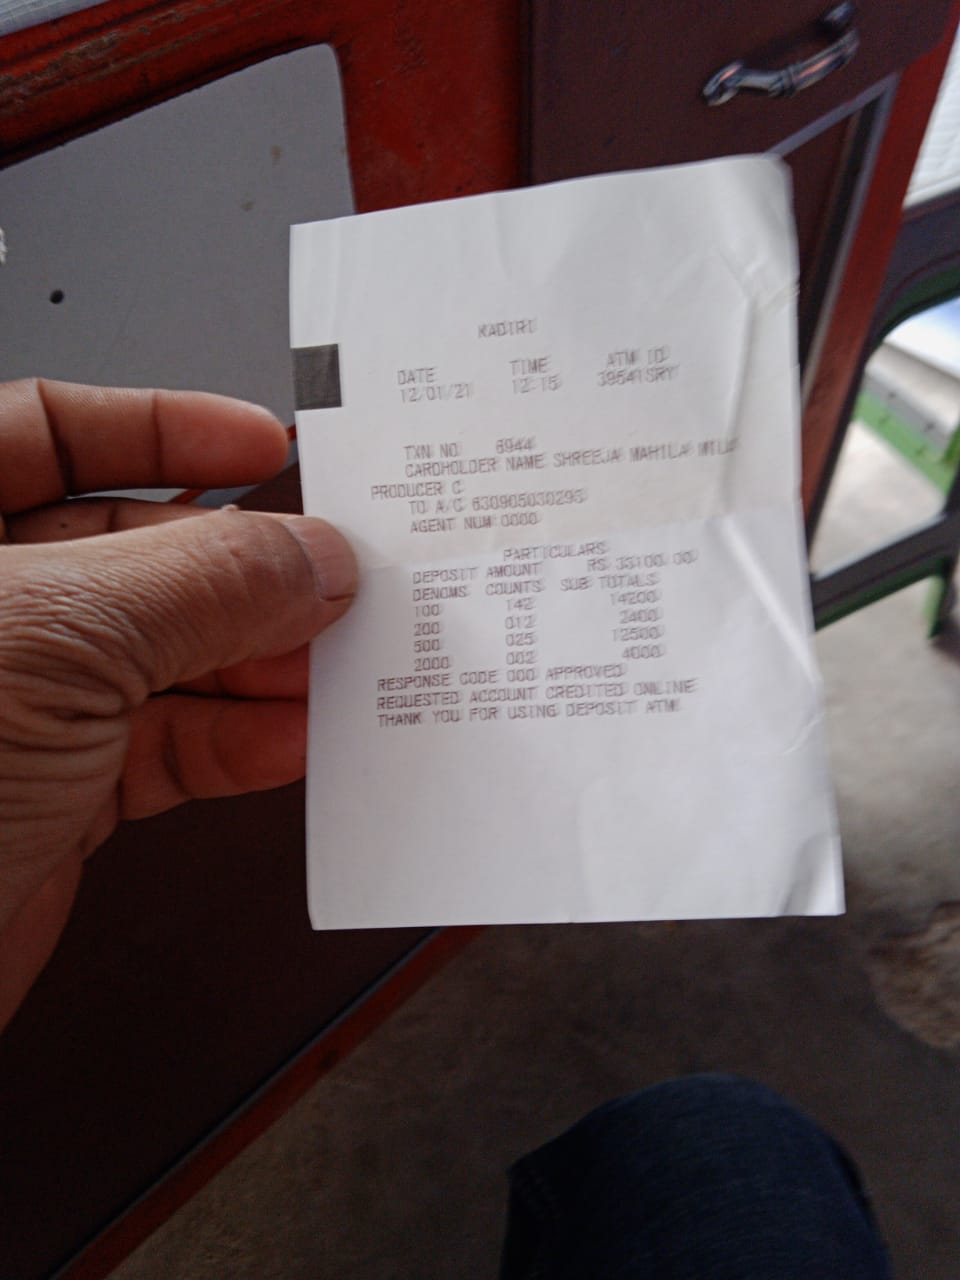 KADIRI
DATE TIME ATM ID
12/01/21 12:15 39541SRY
TXN NO 6944
CARDHOLDER NAME SHREEJA MAHILA MILK
PRODUCER C
TO A/C 630905030293
AGENT NUM 0000
PARTICULARS
DEPOSIT AMOUNT RS 33100.00
DENOMS COUNTS SUB TOTALS
100 142 14200
200 012 2400
500 025 12500
2000 002 4000
RESPONSE CODE 000 APPROVED
REQUESTED ACCOUNT CREDITED ONLINE
THANK YOU FOR USING DEPOSIT ATM